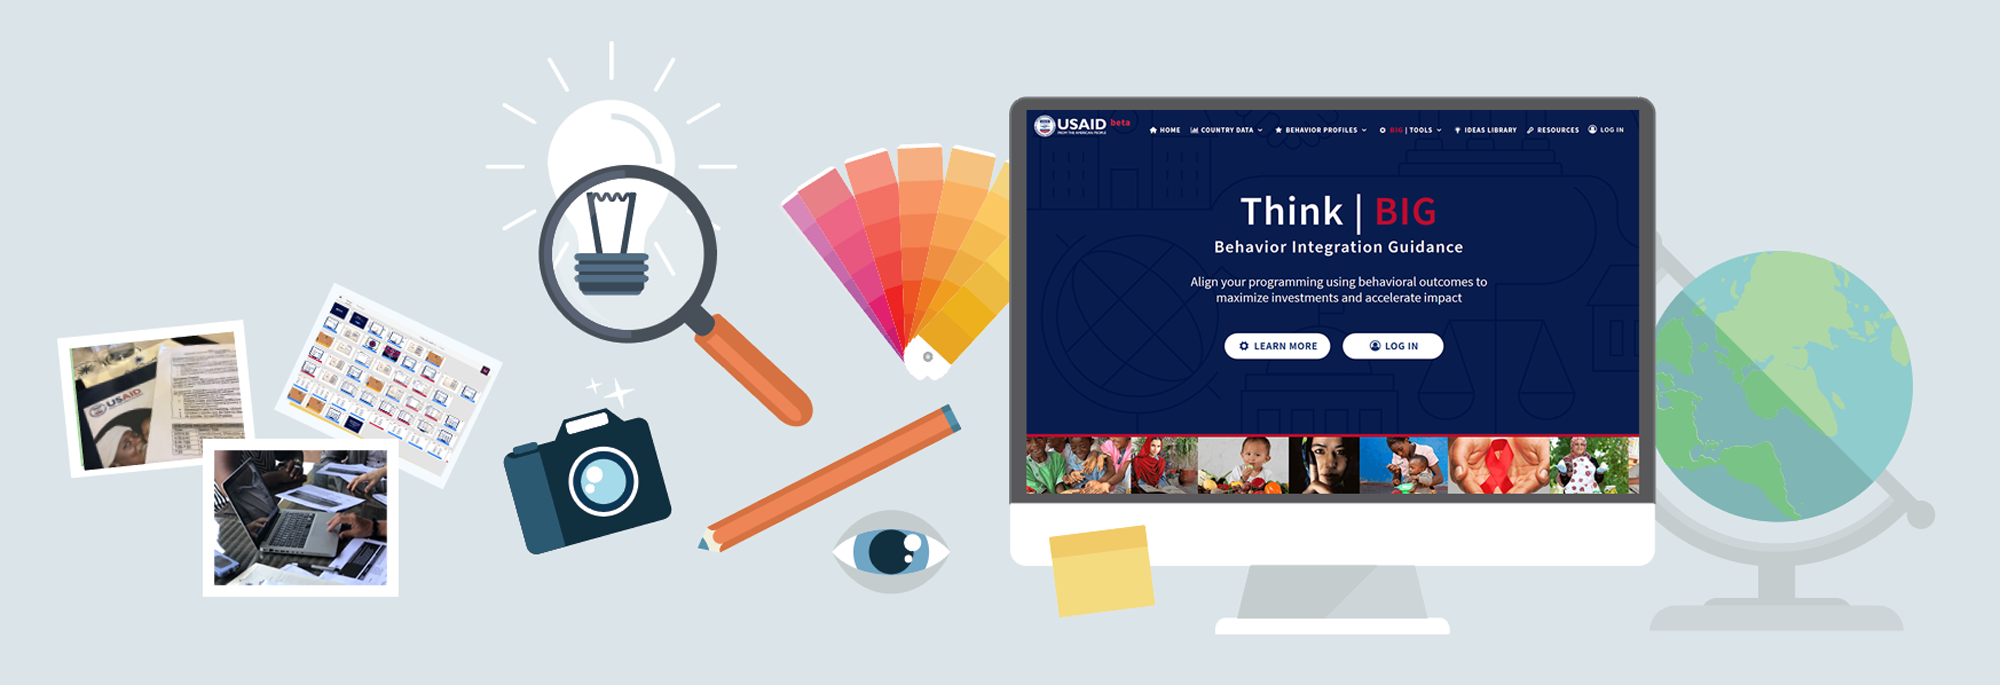 USAID beta
FROM THE AMERICAN PEOPLE
HOME COUNTRY DATA BEHAVIOR PROFILES BIG | TOOLS IDEAS LIBRARY RESOURCES LOG IN
Think | BIG
Behavior Integration Guidance
Align your programming using behavioral outcomes to
maximize investments and accelerate impact
LEARN MORE LOG IN
USAID